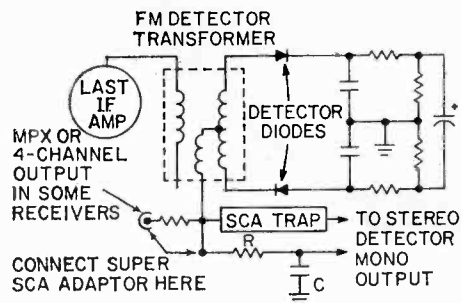 FM DETECTOR
TRANSFORMER
LAST
I.F.
AMP
DETECTOR
DIODES
+
MPX OR
4-CHANNEL
OUTPUT
IN SOME
RECEIVERS
SCA TRAP
TO STEREO
DETECTOR
R
MONO
OUTPUT
C
CONNECT SUPER
SCA ADAPTOR HERE